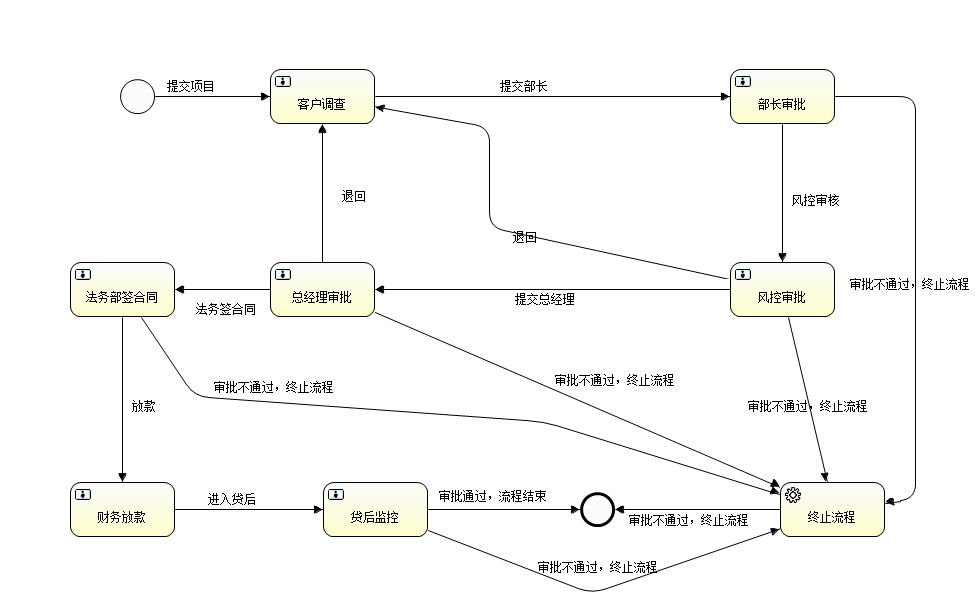 提交项目
提交部长
客户调查
部长审批
退回
风控审核
退回
审批不通过，终止流程
法务部签合同
总经理审批
风控审批
法务签合同
提交总经理
审批不通过，终止流程
审批不通过，终止流程
放款
审批不通过，终止流程
进入贷后
审批通过，流程结束
财务放款
贷后监控
审批不通过，终止流程
终止流程
审批不通过，终止流程